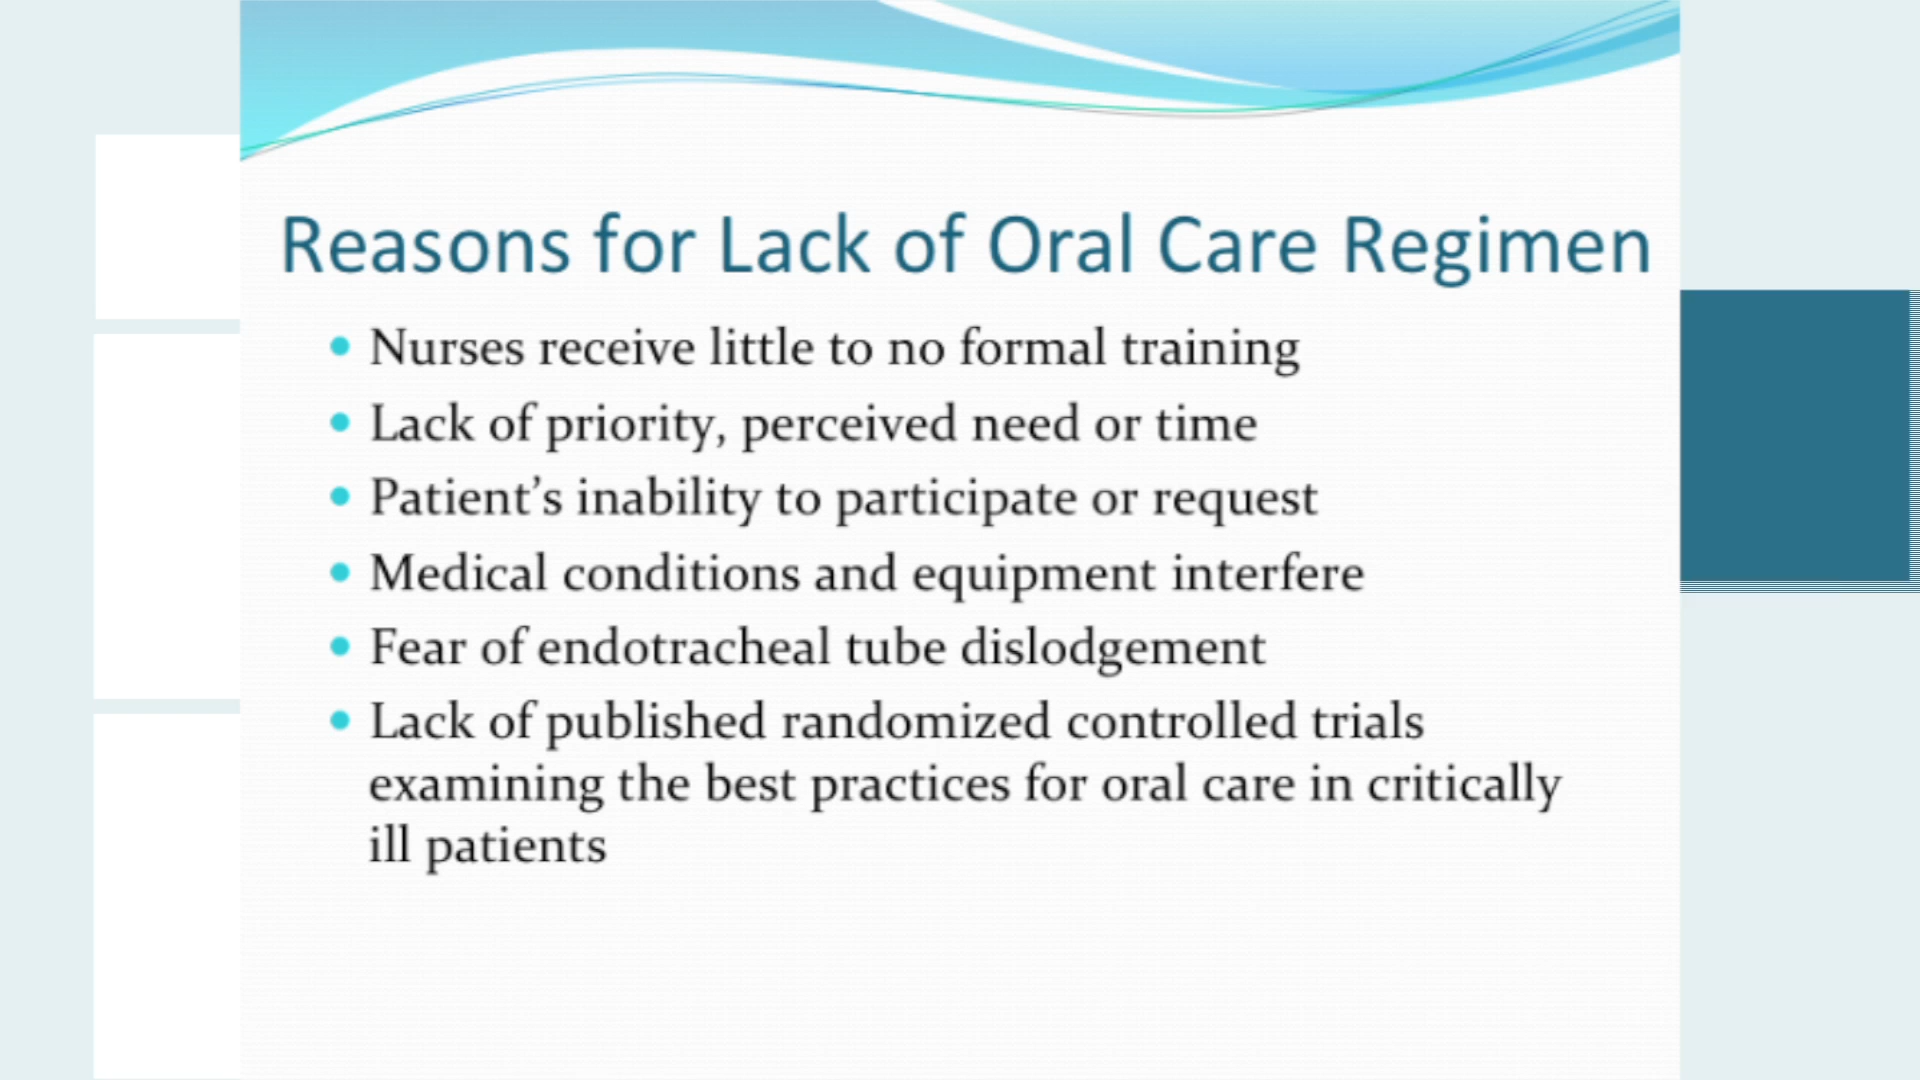 Reasons for Lack of Oral Care Regimen
Nurses receive little to no formal training
Lack of priority, perceived need or time
Patient’s inability to participate or request
Medical conditions and equipment interfere
Fear of endotracheal tube dislodgement
Lack of published randomized controlled trials
examining the best practices for oral care in critically
ill patients